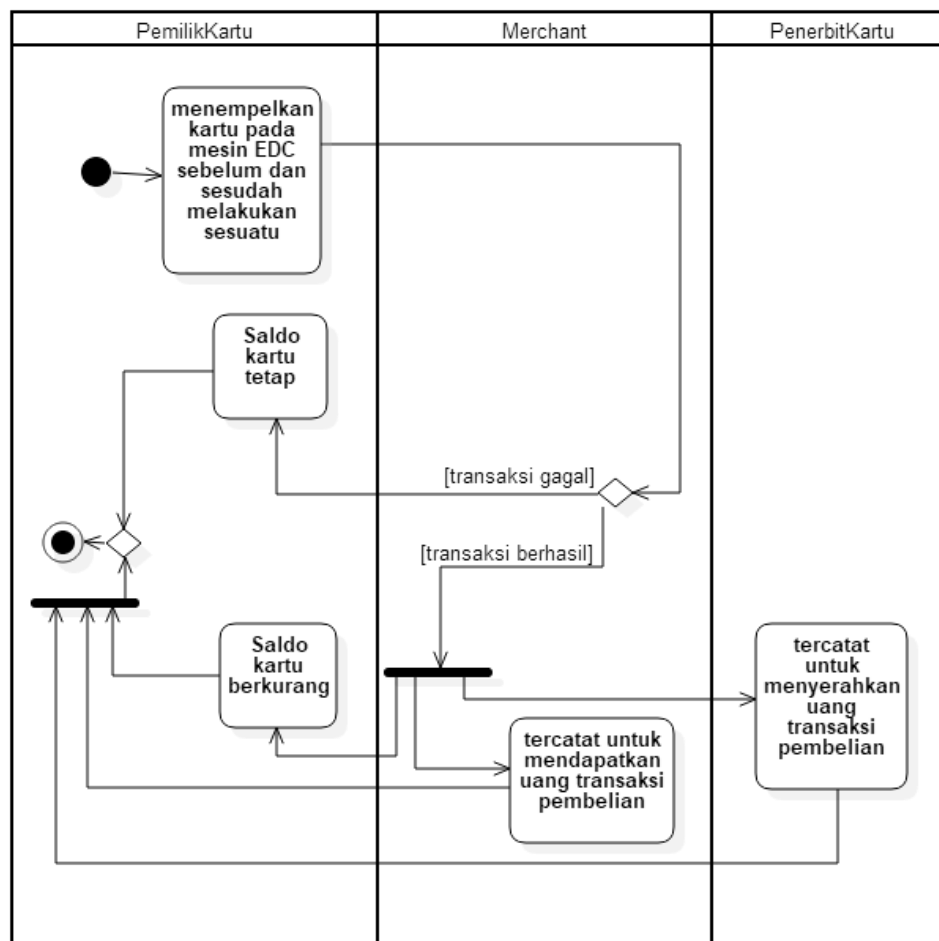 PemilikKartu
Merchant
PenerbitKartu
menempelkan
kartu pada
mesin EDC
sebelum dan
sesudah
melakukan
sesuatu
Saldo
kartu
tetap
[transaksi gagal]
[transaksi berhasil]
Saldo
kartu
berkurang
tercatat untuk
mendapatkan
uang transaksi
pembelian
tercatat
untuk
menyerahkan
uang
transaksi
pembelian